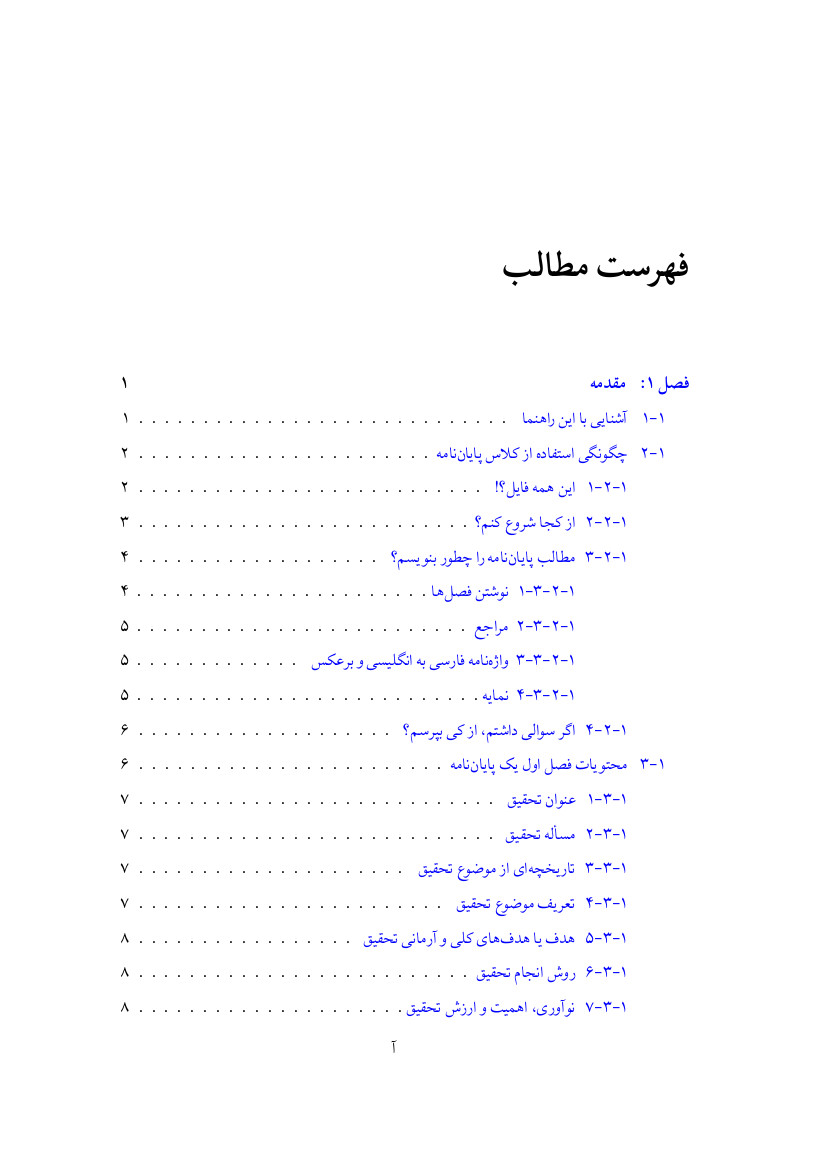 فهرست مطالب
فصل ۱: مقدمه ۱
۱-۱ آشنایی با این راهنما . . . . . . . . . . . . . . . . . . . . . . . . . . . . . ۱
۱-۲ چگونگی استفاده از کلاس پایان‌نامه . . . . . . . . . . . . . . . . . . . . . . . ۲
۱-۲-۱ این همه فایل؟! . . . . . . . . . . . . . . . . . . . . . . . . . . . ۲
۱-۲-۲ از کجا شروع کنم؟ . . . . . . . . . . . . . . . . . . . . . . . . . . ۳
۱-۲-۳ مطالب پایان‌نامه را چطور بنویسم؟ . . . . . . . . . . . . . . . . . . . ۴
۱-۲-۳-۱ نوشتن فصل‌ها . . . . . . . . . . . . . . . . . . . . . . . ۴
۱-۲-۳-۲ مراجع . . . . . . . . . . . . . . . . . . . . . . . . . . ۵
۱-۲-۳-۳ واژه‌نامه فارسی به انگلیسی و برعکس . . . . . . . . . . . . . ۵
۱-۲-۳-۴ نمایه . . . . . . . . . . . . . . . . . . . . . . . . . . . ۵
۱-۲-۴ اگر سوالی داشتم، از کی بپرسم؟ . . . . . . . . . . . . . . . . . . . . ۶
۱-۳ محتویات فصل اول یک پایان‌نامه . . . . . . . . . . . . . . . . . . . . . . . . ۶
۱-۳-۱ عنوان تحقیق . . . . . . . . . . . . . . . . . . . . . . . . . . . . ۷
۱-۳-۲ مسأله تحقیق . . . . . . . . . . . . . . . . . . . . . . . . . . . . ۷
۱-۳-۳ تاریخچه‌ای از موضوع تحقیق . . . . . . . . . . . . . . . . . . . . . ۷
۱-۳-۴ تعریف موضوع تحقیق . . . . . . . . . . . . . . . . . . . . . . . . ۷
۱-۳-۵ هدف یا هدف‌های کلی و آرمانی تحقیق . . . . . . . . . . . . . . . . . ۸
۱-۳-۶ روش انجام تحقیق . . . . . . . . . . . . . . . . . . . . . . . . . . ۸
۱-۳-۷ نوآوری، اهمیت و ارزش تحقیق . . . . . . . . . . . . . . . . . . . . . ۸
آ